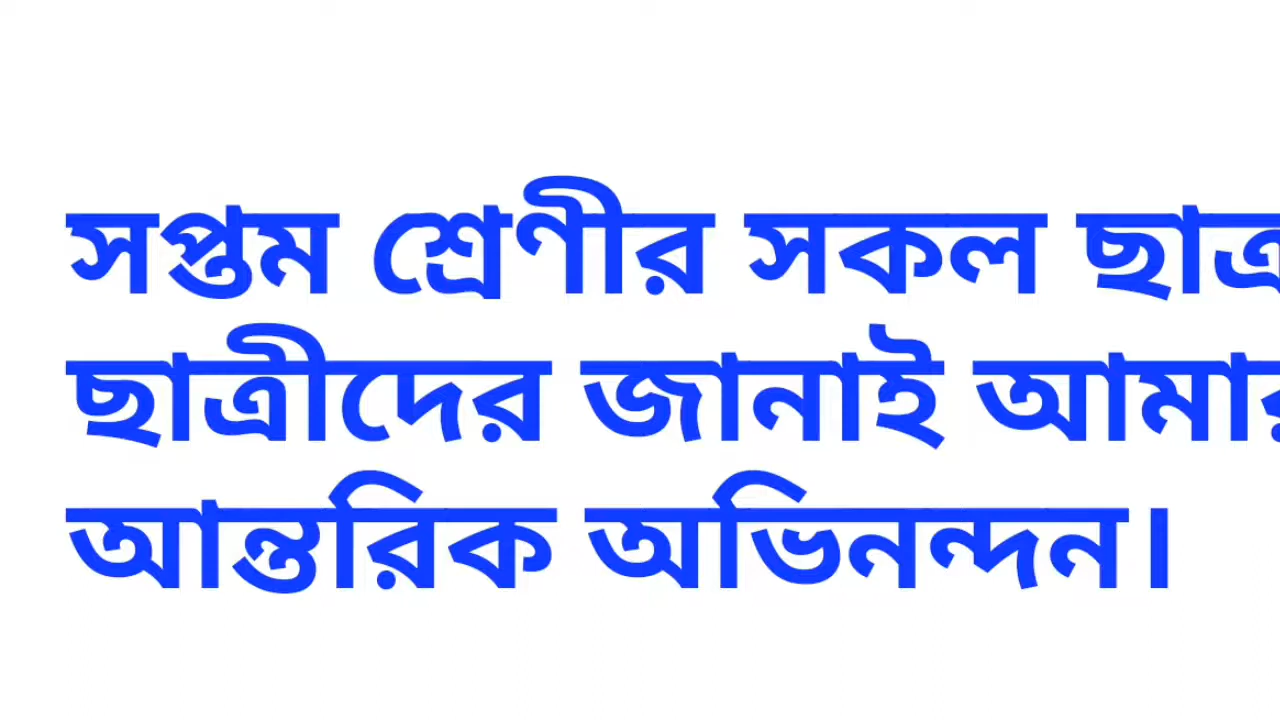 সপ্তম শ্রেণীর সকল ছাত্র
ছাত্রীদের জানাই আমার
আন্তরিক অভিনন্দন।